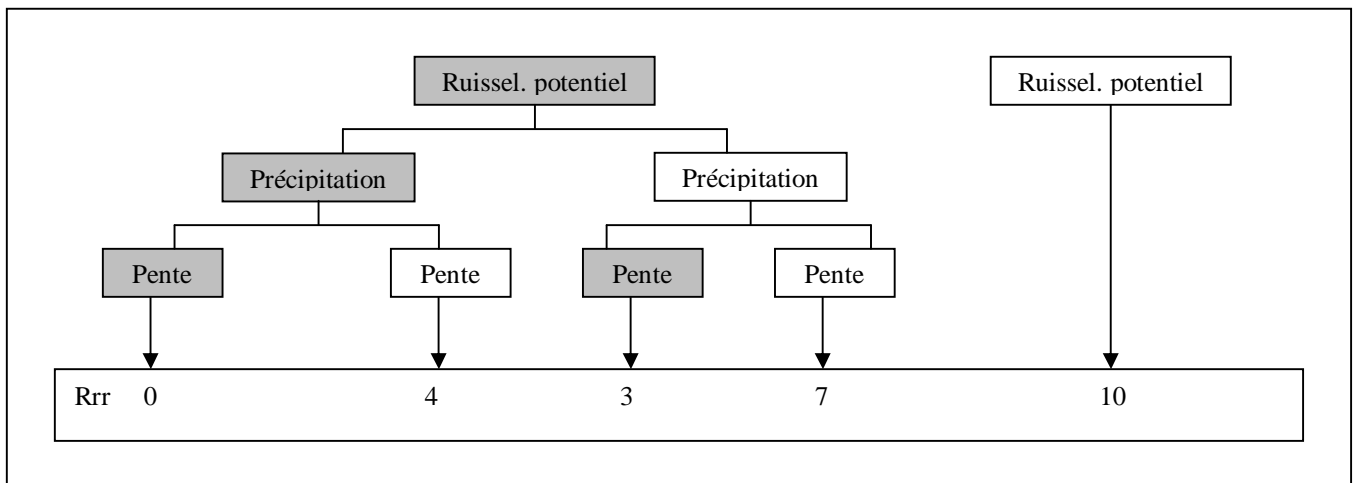 Ruissel. potentiel Ruissel. potentiel
Précipitation Précipitation
Pente Pente Pente Pente
Rrr 0 4 3 7 10